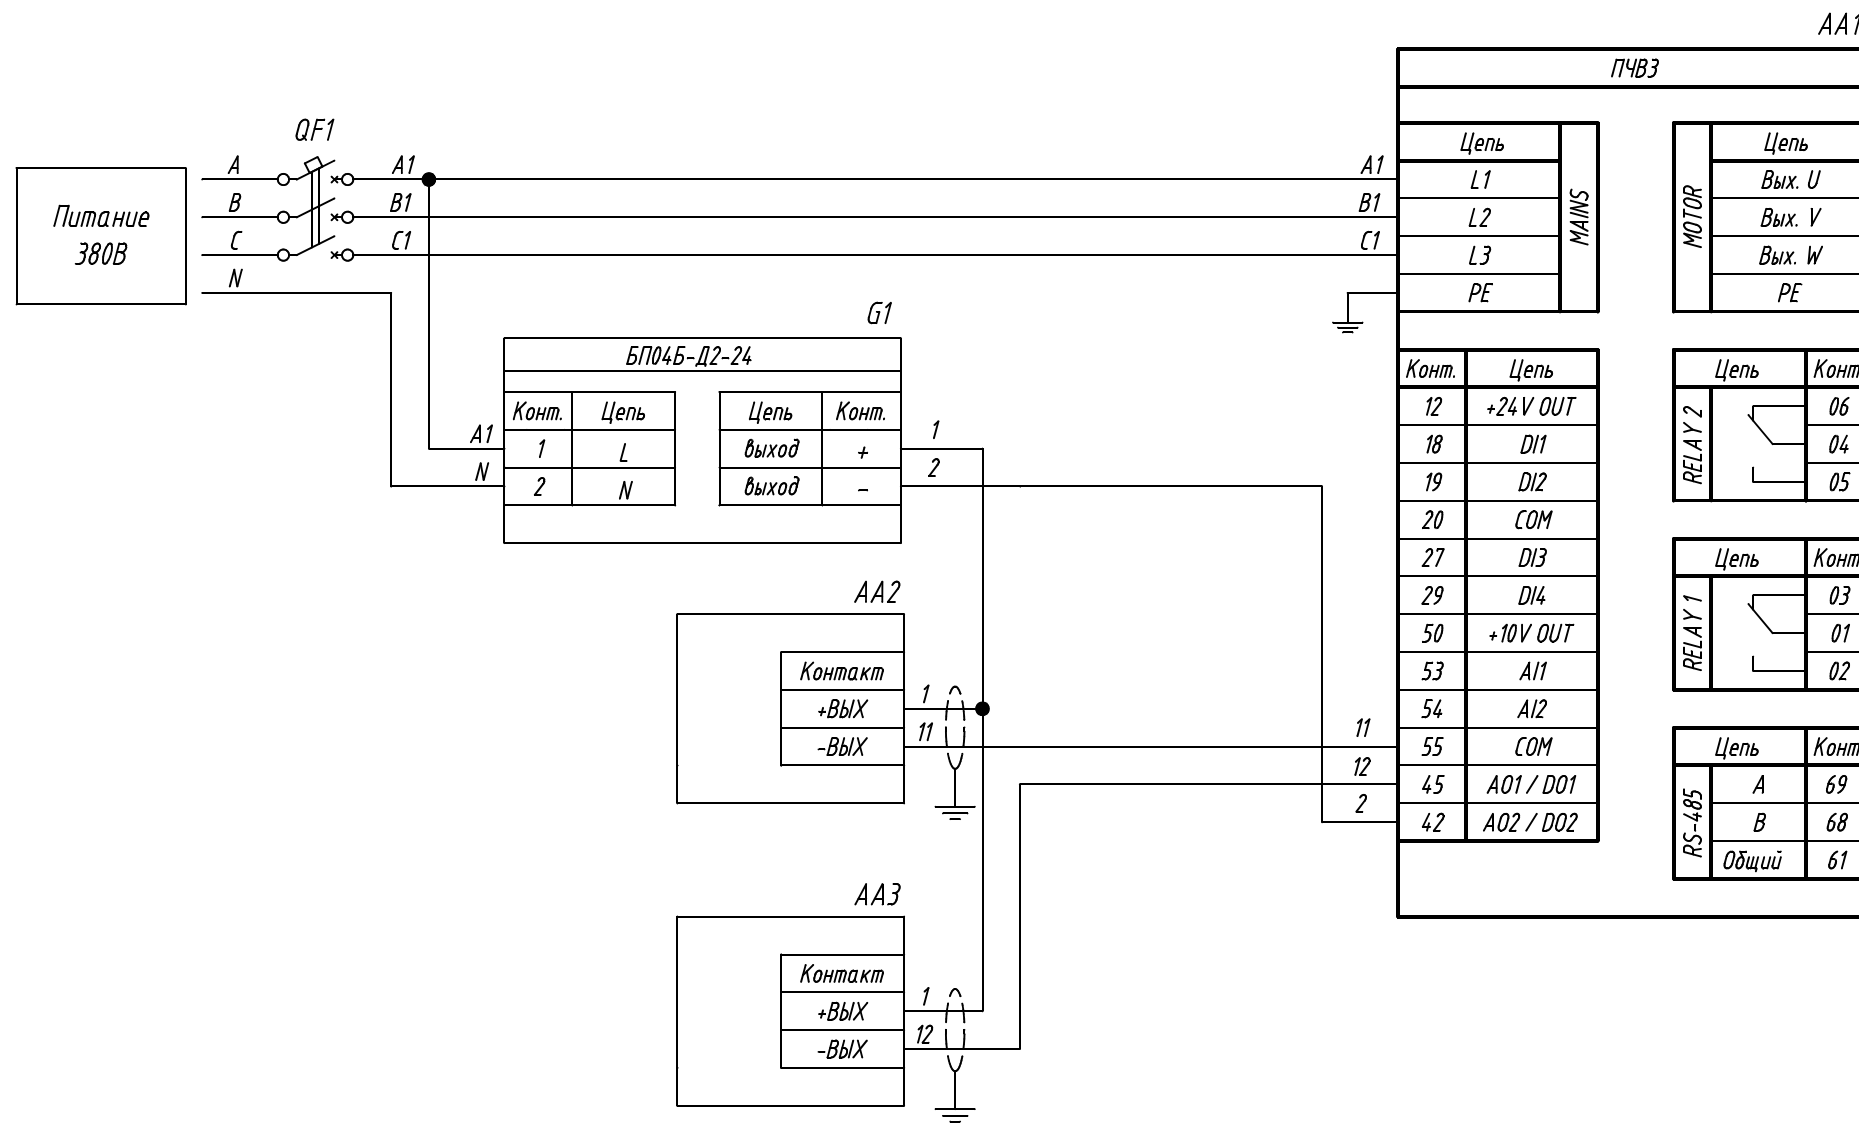 AA1
ПЧВ3
QF1
Цепь
Цепь
A
A1
A1
L1
Вых. U
Питание
380В
B
B1
B1
L2
MAINS
MOTOR
Вых. V
C
C1
C1
L3
Вых. W
N
PE
PE
G1
БП04Б-Д2-24
Конт.
Цепь
Цепь
Конт.
A1
1
L
выход
+
1
N
2
N
выход
–
2
Конт.
Цепь
12
+24V OUT
18
DI1
19
DI2
20
COM
27
DI3
29
DI4
50
+10V OUT
53
AI1
54
AI2
11
55
COM
12
45
AO1 / DO1
2
42
AO2 / DO2
Цепь
Конт
RELAY 2
06
04
05
Цепь
Конт
RELAY 1
03
01
02
Цепь
Конт
RS-485
A
69
B
68
Общий
61
AA2
Контакт
+ВЫХ
1
-ВЫХ
11
AA3
Контакт
+ВЫХ
1
-ВЫХ
12